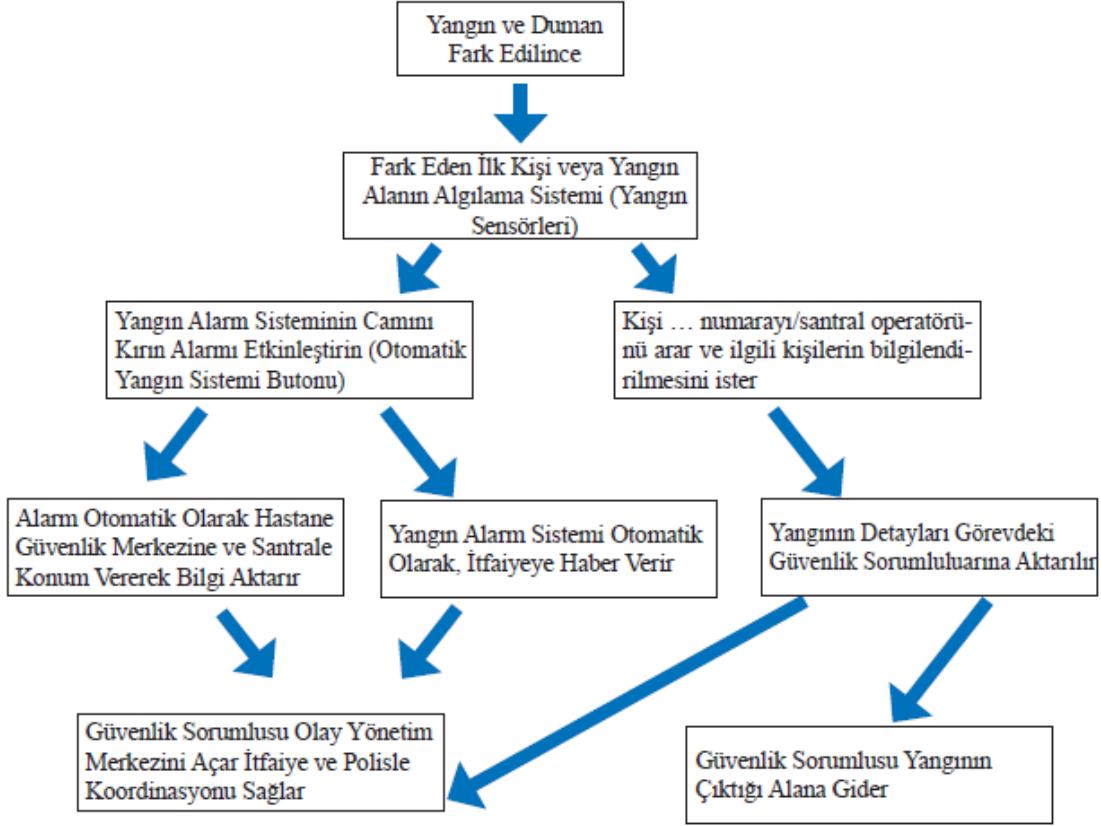 Yangın ve Duman
Fark Edilince
Fark Eden İlk Kişi veya Yangın
Alanın Algılama Sistemi (Yangın
Sensörleri)
Yangın Alarm Sisteminin Camını
Kırın Alarmı Etkinleştirin (Otomatik
Yangın Sistemi Butonu)
Kişi … numarayı/santral operatörü-
nü arar ve ilgili kişilerin bilgilendi-
rilmesini ister
Alarm Otomatik Olarak Hastane
Güvenlik Merkezine ve Santrale
Konum Vererek Bilgi Aktarır
Yangın Alarm Sistemi Otomatik
Olarak, İtfaiyeye Haber Verir
Yangının Detayları Görevdeki
Güvenlik Sorumluluarına Aktarılır
Güvenlik Sorumlusu Olay Yönetim
Merkezini Açar İtfaiye ve Polisle
Koordinasyonu Sağlar
Güvenlik Sorumlusu Yangının
Çıktığı Alana Gider